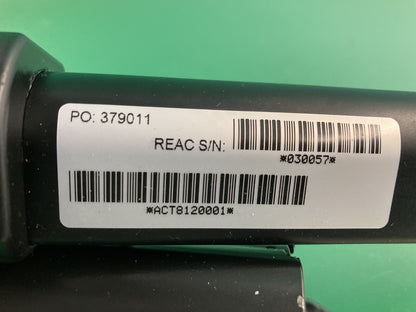 PO: 379011
REAC S/N:
*030057*
*ACT8120001*